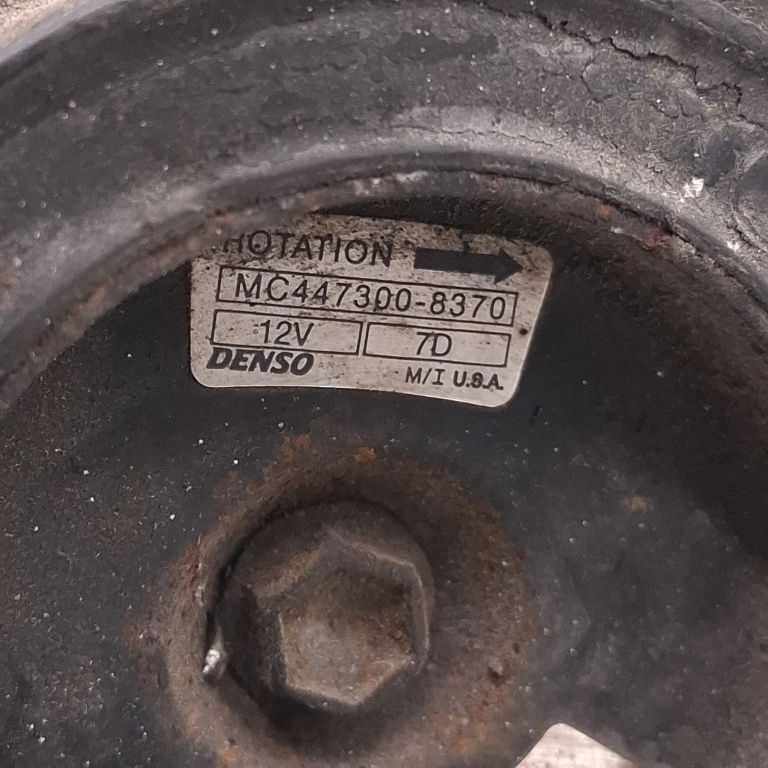 ROTATION
MC447300-8370
12V 7D
DENSO M/I U.S.A.